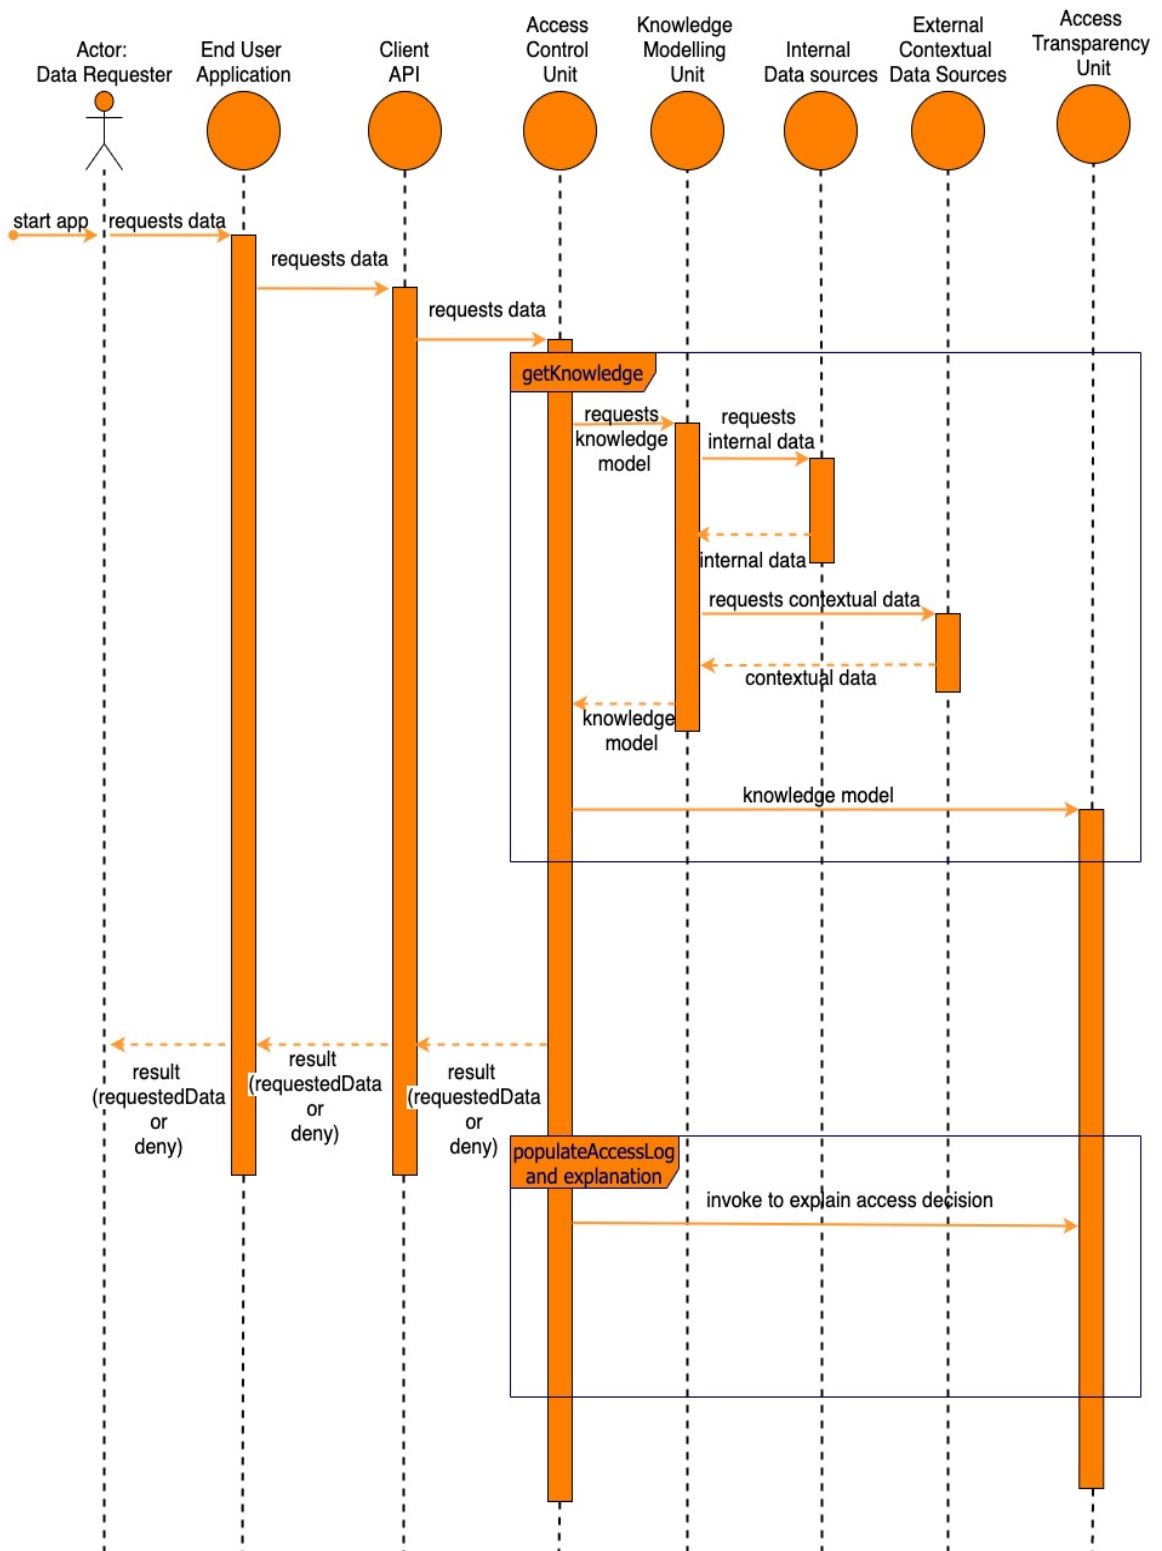 Actor:
Data Requester
End User
Application
Client
API
Access
Control
Unit
Knowledge
Modelling
Unit
Internal
Data sources
External
Contextual
Data Sources
Access
Transparency
Unit
start app
requests data
requests data
requests data
getKnowledge
requests
knowledge
model
requests
internal data
internal data
requests contextual data
contextual data
knowledge
model
knowledge model
result
(requestedData
or
deny)
result
(requestedData
or
deny)
result
(requestedData
or
deny)
populateAccessLog
and explanation
invoke to explain access decision